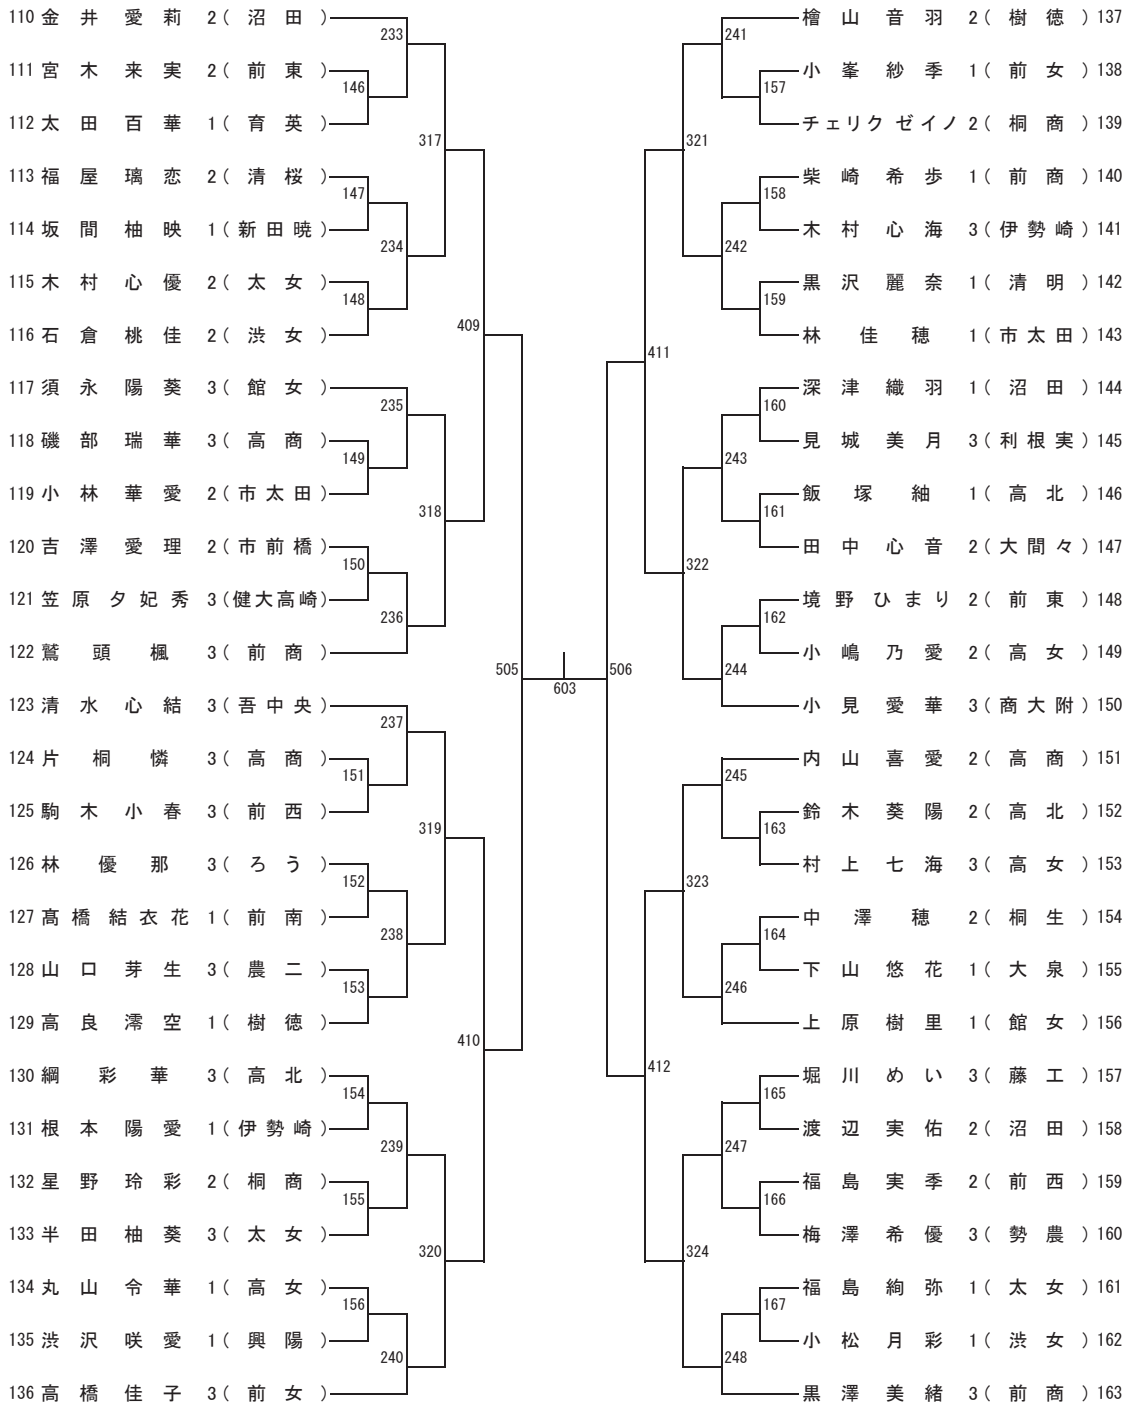 110 金井愛莉 2(沼田)
111 宮木来実 2(前東)
112 太田百華 1(育英)
113 福屋璃恋 2(清桜)
114 坂間柚映 1(新田暁)
115 木村心優 2(太女)
116 石倉桃佳 2(渋女)
117 須永陽葵 3(館女)
118 磯部瑞華 3(高商)
119 小林華愛 2(市太田)
120 吉澤愛理 2(市前橋)
121 笠原夕妃秀 3(健大高崎)
122 鷲頭楓 3(前商)
123 清水心結 3(吾中央)
124 片桐憐 3(高商)
125 駒木小春 3(前西)
126 林優那 3(ろう)
127 髙橋結衣花 1(前南)
128 山口芽生 3(農二)
129 高良澪空 1(樹徳)
130 綱彩華 3(高北)
131 根本陽愛 1(伊勢崎)
132 星野玲彩 2(桐商)
133 半田柚葵 3(太女)
134 丸山令華 1(高女)
135 渋沢咲愛 1(興陽)
136 高橋佳子 3(前女)
233
146
317
147
234
148
409
235
149
318
150
236
505
237
151
319
152
238
153
410
154
239
155
320
156
240
603
檜山音羽 2(樹徳) 137
小峯紗季 1(前女) 138
チェリク ゼイノ 2(桐商) 139
柴崎希歩 1(前商) 140
木村心海 3(伊勢崎) 141
黒沢麗奈 1(清明) 142
林佳穂 1(市太田) 143
深津織羽 1(沼田) 144
見城美月 3(利根実) 145
飯塚紬 1(高北) 146
田中心音 2(大間々) 147
境野ひまり 2(前東) 148
小嶋乃愛 2(高女) 149
小見愛華 3(商大附) 150
内山喜愛 2(高商) 151
鈴木葵陽 2(高北) 152
村上七海 3(高女) 153
中澤穂 2(桐生) 154
下山悠花 1(大泉) 155
上原樹里 1(館女) 156
堀川めい 3(藤工) 157
渡辺実佑 2(沼田) 158
福島実季 2(前西) 159
梅澤希優 3(勢農) 160
福島絢弥 1(太女) 161
小松月彩 1(渋女) 162
黒澤美緒 3(前商) 163
241
157
321
158
242
159
411
160
243
161
322
162
244
506
245
163
323
164
246
412
165
247
166
324
167
248